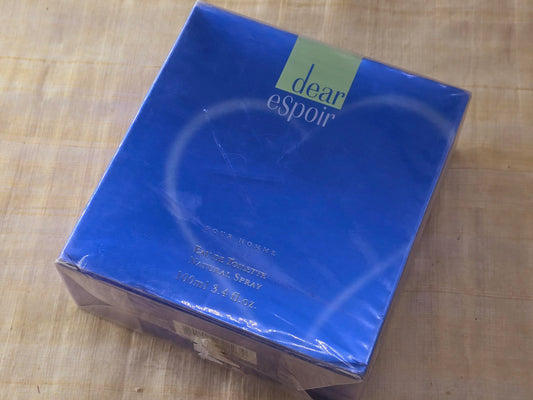 dear
espoir
POUR HOMME
EAU DE TOILETTE
NATURAL SPRAY
100ml 3.4 fl.oz.